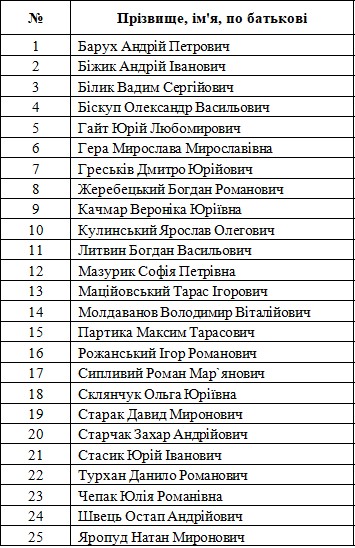 № Прізвище, ім'я, по батькові
1 Барух Андрій Петрович
2 Біжик Андрій Іванович
3 Білик Вадим Сергійович
4 Біскуп Олександр Васильович
5 Гайт Юрій Любомирович
6 Гера Мирослава Мирославівна
7 Греськів Дмитро Юрійович
8 Жеребецький Богдан Романович
9 Качмар Вероніка Юріївна
10 Кулинський Ярослав Олегович
11 Литвин Богдан Васильович
12 Мазурик Софія Петрівна
13 Маційовський Тарас Ігорович
14 Молдаванов Володимир Віталійович
15 Партика Максим Тарасович
16 Рожанський Ігор Романович
17 Сипливий Роман Мар`янович
18 Склянчук Ольга Юріївна
19 Старак Давид Миронович
20 Старчак Захар Андрійович
21 Стасик Юрій Іванович
22 Турхан Данило Романович
23 Чепак Юлія Романівна
24 Швець Остап Андрійович
25 Яропуд Натан Миронович